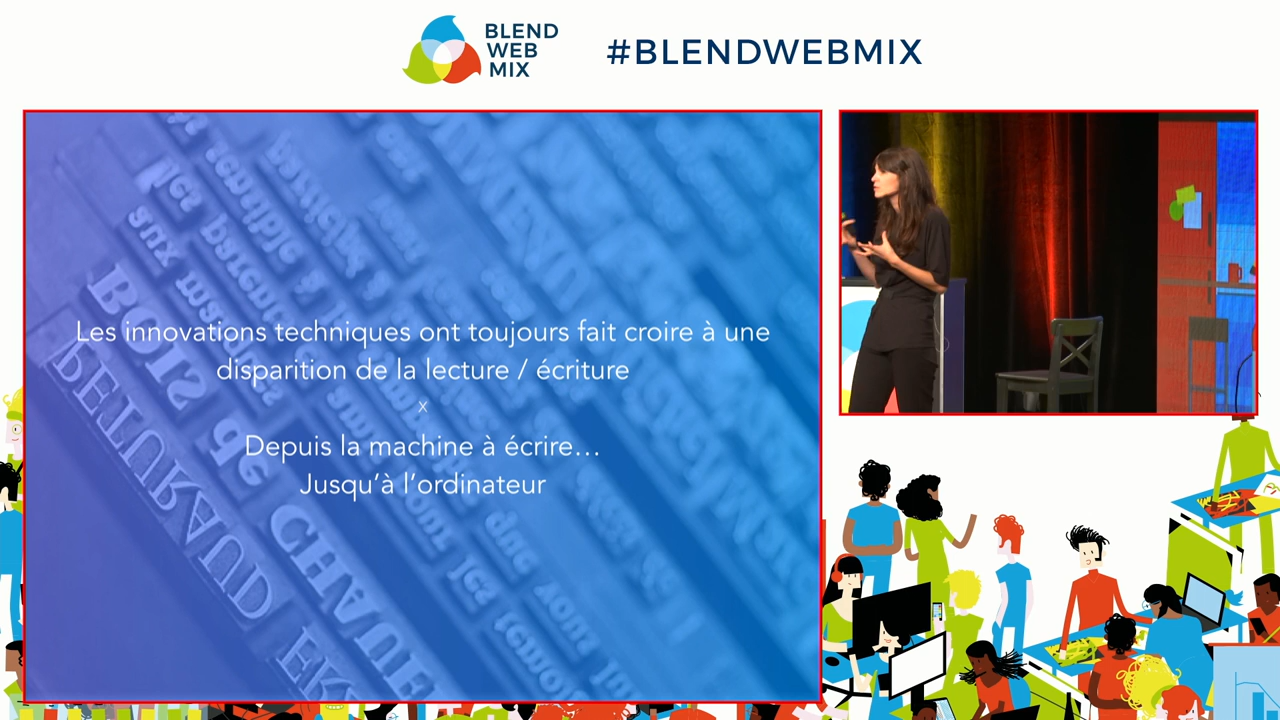 BLEND
WEB
MIX
#BLENDWEBMIX
Les innovations techniques ont toujours fait croire à une
disparition de la lecture / écriture
x
Depuis la machine à écrire…
Jusqu’à l’ordinateur